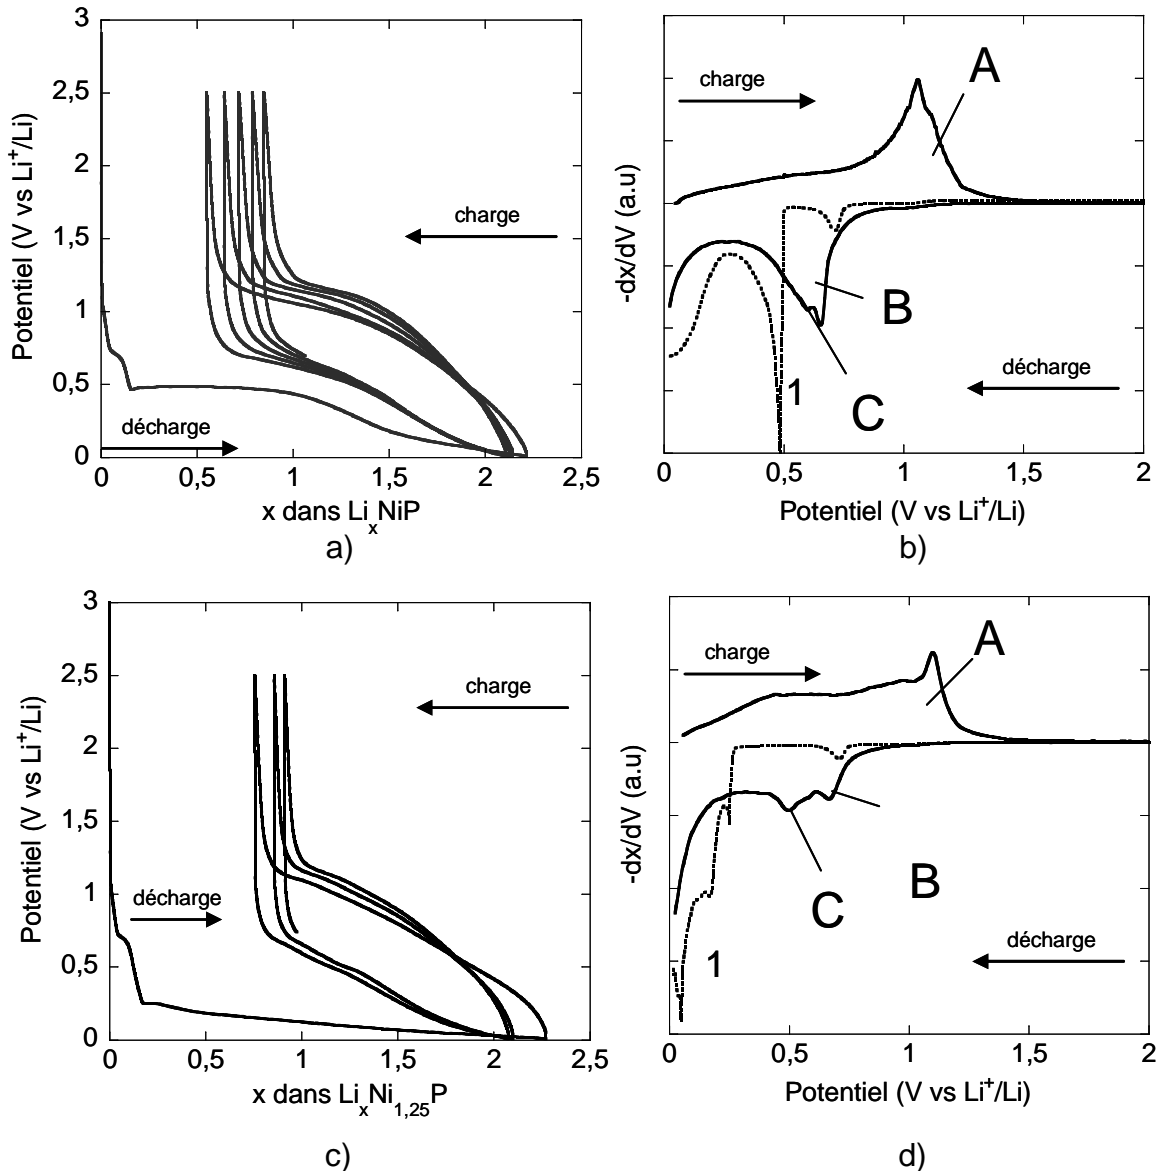 3
2,5
2
1,5
1
0,5
0
0
0,5
1
1,5
2
2,5
Potentiel (V vs Li⁺/Li)
charge
décharge
x dans LiₓNiP
a)
charge
A
B
1
C
décharge
-dx/dV (a.u)
0
0,5
1
1,5
2
Potentiel (V vs Li⁺/Li)
b)
3
2,5
2
1,5
1
0,5
0
0
0,5
1
1,5
2
2,5
Potentiel (V vs Li⁺/Li)
charge
décharge
x dans LiₓNi₁,₂₅P
c)
charge
A
B
C
1
décharge
-dx/dV (a.u)
0
0,5
1
1,5
2
Potentiel (V vs Li⁺/Li)
d)